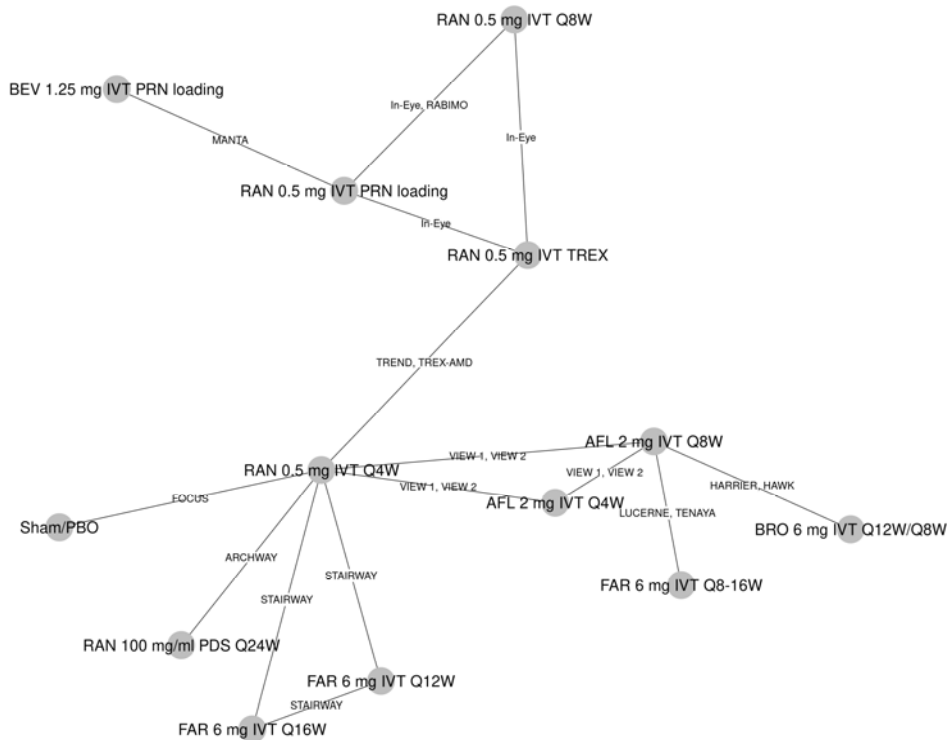 RAN 0.5 mg IVT Q8W
BEV 1.25 mg IVT PRN loading
In-Eye, RABIMO
In-Eye
MANTA
RAN 0.5 mg IVT PRN loading
In-Eye
RAN 0.5 mg IVT TREX
TREND, TREX-AMD
AFL 2 mg IVT Q8W
VIEW 1, VIEW 2
RAN 0.5 mg IVT Q4W
VIEW 1, VIEW 2
VIEW 1, VIEW 2
HARRIER, HAWK
FOCUS
AFL 2 mg IVT Q4W
LUCERNE, TENAYA
Sham/PBO
BRO 6 mg IVT Q12W/Q8W
ARCHWAY
STAIRWAY
FAR 6 mg IVT Q8-16W
STAIRWAY
RAN 100 mg/ml PDS Q24W
FAR 6 mg IVT Q12W
STAIRWAY
FAR 6 mg IVT Q16W